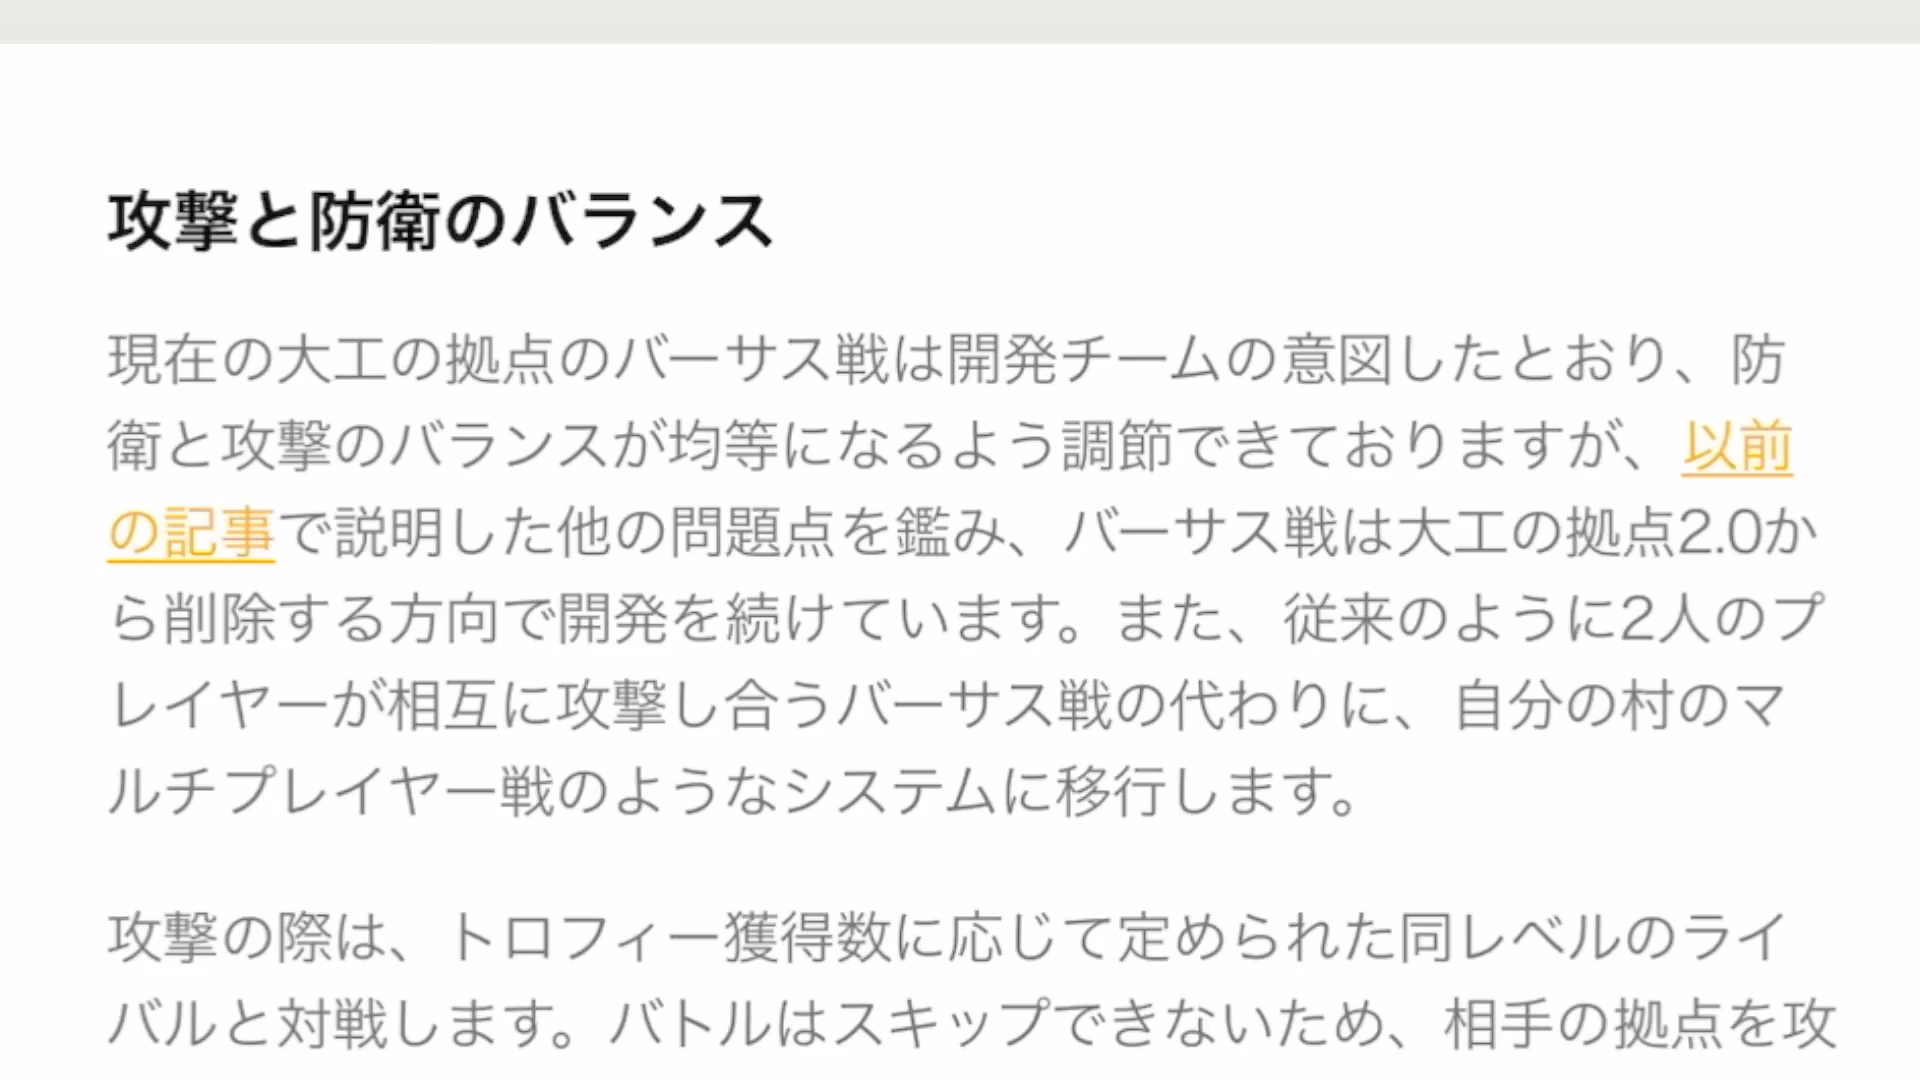 攻撃と防衛のバランス
現在の大工の拠点のバーサス戦は開発チームの意図したとおり、防
衛と攻撃のバランスが均等になるよう調節できておりますが、以前
の記事で説明した他の問題点を鑑み、バーサス戦は大工の拠点2.0か
ら削除する方向で開発を続けています。また、従来のように2人のプ
レイヤーが相互に攻撃し合うバーサス戦の代わりに、自分の村のマ
ルチプレイヤー戦のようなシステムに移行します。
攻撃の際は、トロフィー獲得数に応じて定められた同レベルのライ
バルと対戦します。バトルはスキップできないため、相手の拠点を攻